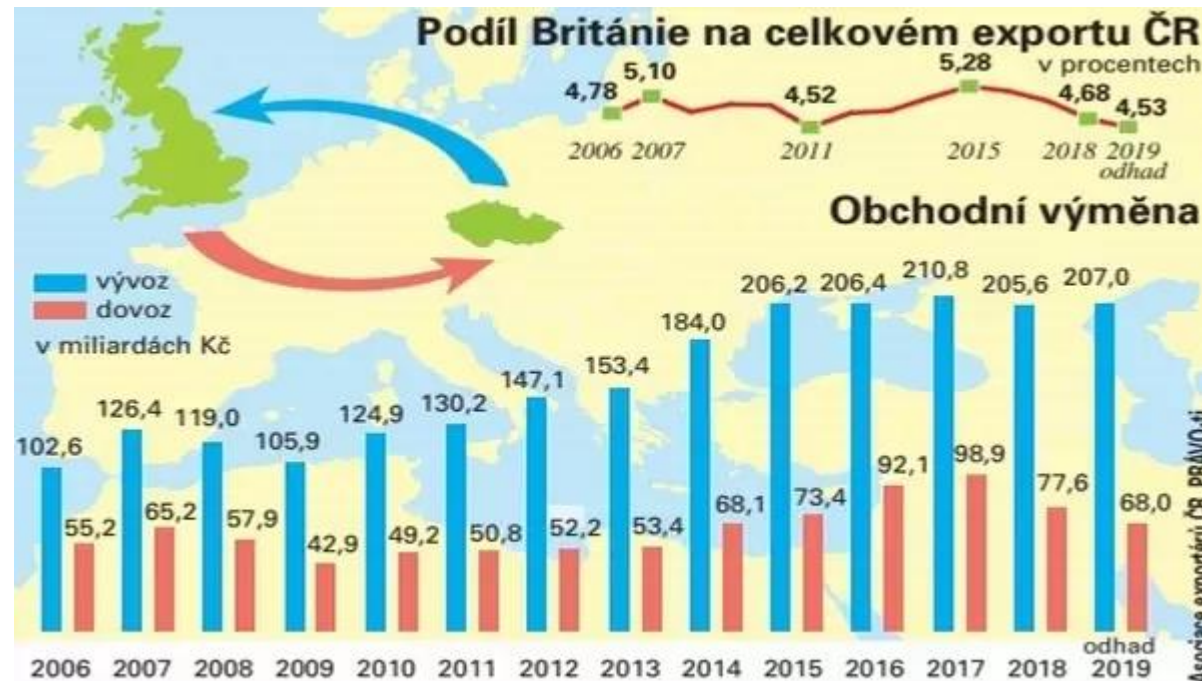 Podíl Británie na celkovém exportu ČR
v procentech
4,78 5,10 4,52 5,28 4,68 4,53
2006 2007 2011 2015 2018 2019
odhad
Obchodní výměna
vývoz
dovoz
v miliardách Kč
102,6 126,4 119,0 105,9 124,9 130,2 147,1 153,4 184,0 206,2 206,4 210,8 205,6 207,0
55,2 65,2 57,9 42,9 49,2 50,8 52,2 53,4 68,1 73,4 92,1 98,9 77,6 68,0
odhad
2006 2007 2008 2009 2010 2011 2012 2013 2014 2015 2016 2017 2018 2019
exportérů ČR, PRÁVO/